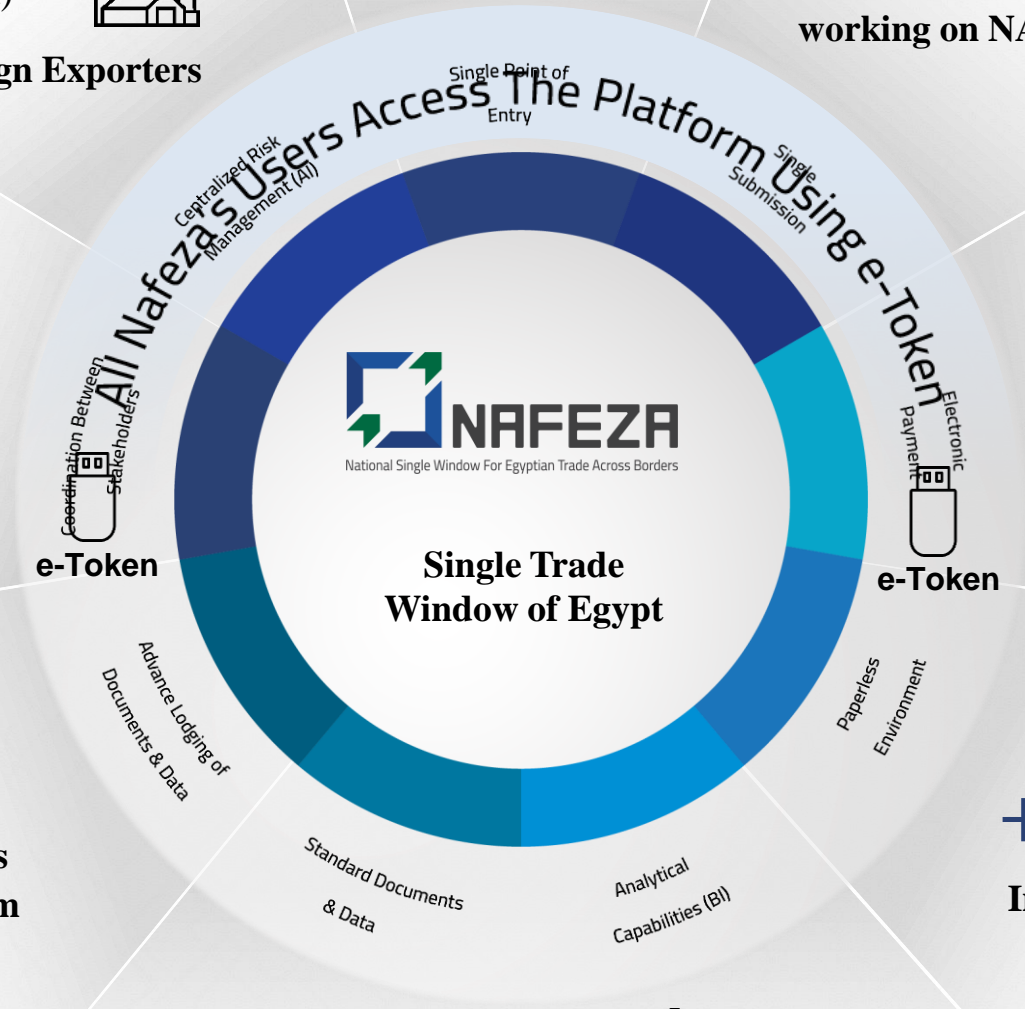 gn Exporters
working on NA
All Nafeza's Users Access The Platform Using e-Token
Single Point of
Entry
Centralized Risk
Management (AI)
Single
Submission
Coordination Between
Stakeholders
Electronic
Payment
NAFEZA
National Single Window For Egyptian Trade Across Borders
e-Token
e-Token
Single Trade
Window of Egypt
Advance Lodging of
Documents & Data
Paperless
Environment
Standard Documents
& Data
Analytical
Capabilities (BI)
s
m